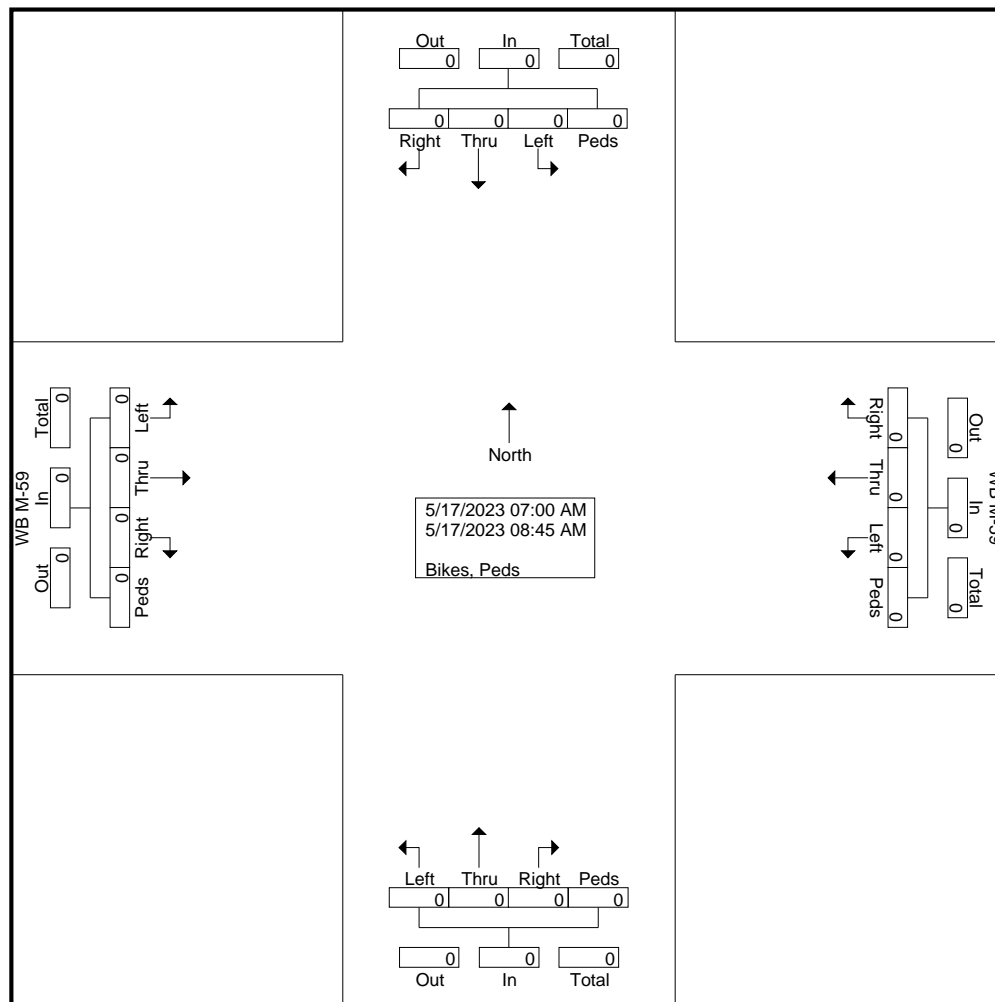 Out In Total
0 0 0
0 0 0 0
Right Thru Left Peds
WB M-59
Total In Out
0 0 0
0 0 0 0
Left Thru Right Peds
North
5/17/2023 07:00 AM
5/17/2023 08:45 AM
Bikes, Peds
Right Thru Left Peds
0 0 0 0
0 0 0
Out In Total
WB M-59
Left Thru Right Peds
0 0 0 0
0 0 0
Out In Total